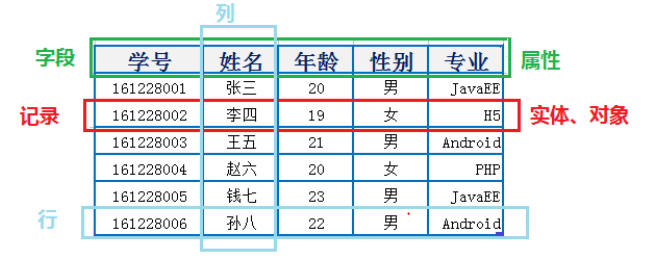 列
字段 学号 姓名 年龄 性别 专业 属性
161228001 张三 20 男 JavaEE
记录 161228002 李四 19 女 H5 实体、对象
161228003 王五 21 男 Android
161228004 赵六 20 女 PHP
161228005 钱七 23 男 JavaEE
行 161228006 孙八 22 男 Android